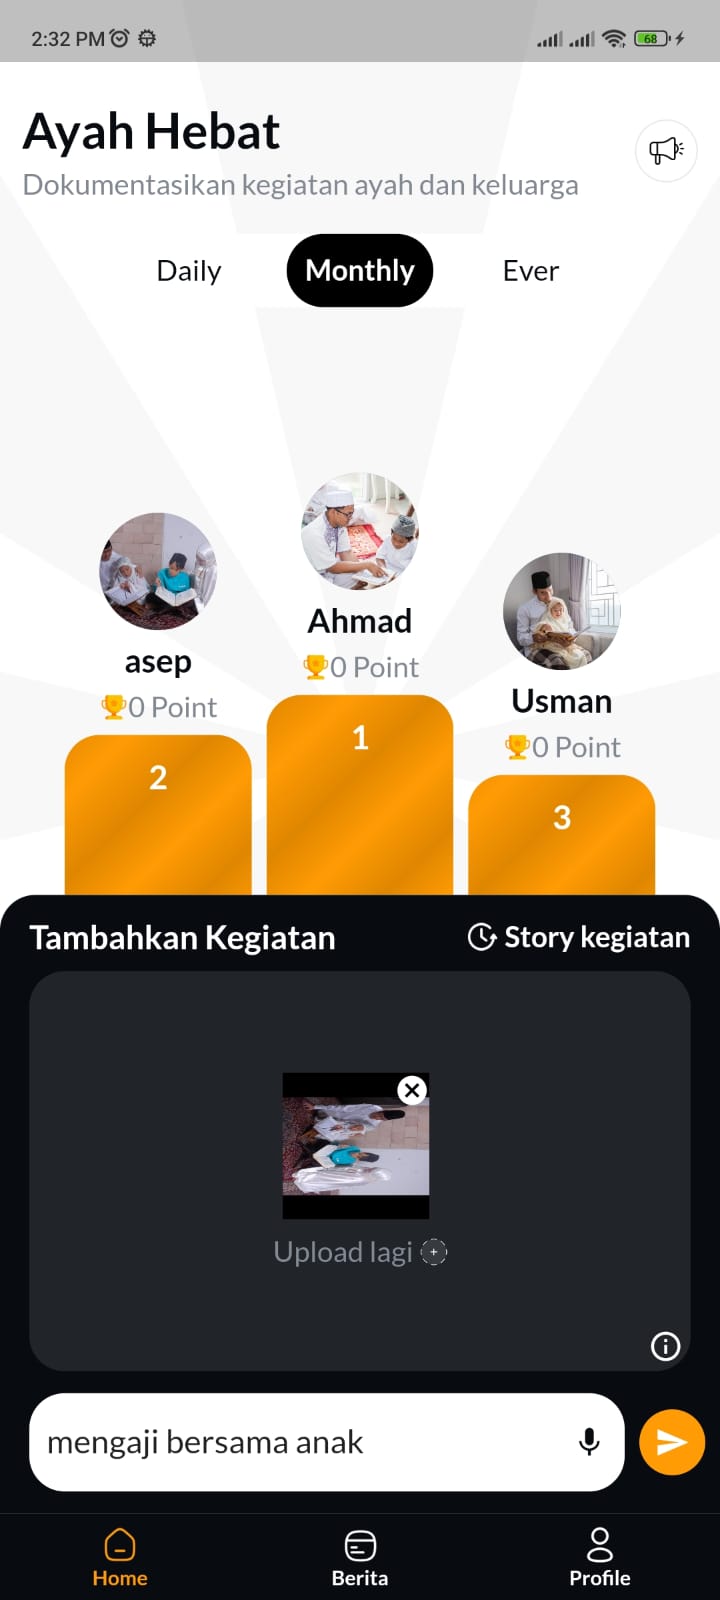 2:32 PM
68
Ayah Hebat
Dokumentasikan kegiatan ayah dan keluarga
Daily Monthly Ever
Ahmad
0 Point
asep
0 Point
Usman
0 Point
1
2
3
Tambahkan Kegiatan Story kegiatan
Upload lagi
mengaji bersama anak
Home Berita Profile